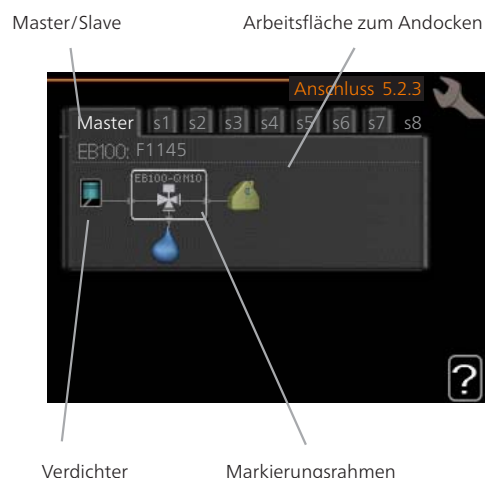 Master/Slave
Arbeitsfläche zum Andocken
Anschluss 5.2.3
Master s1 s2 s3 s4 s5 s6 s7 s8
EB100: F1145
EB100-QN10
?
Verdichter
Markierungsrahmen